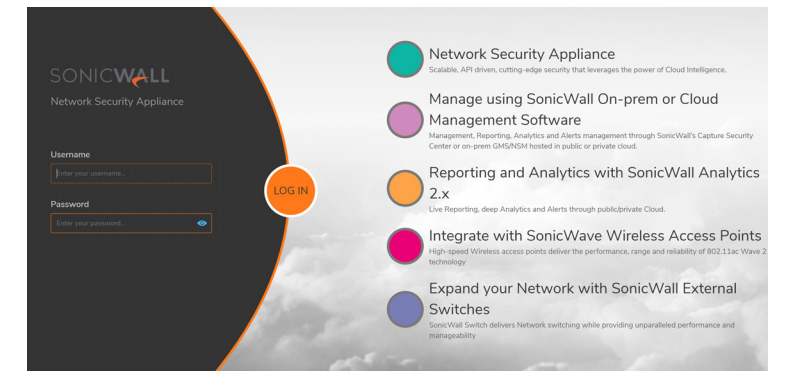 SONICWALL
Network Security Appliance
Username
Enter your username...
Password
Enter your password...
LOG IN
Network Security Appliance
Scalable, API driven, cutting-edge security that leverages the power of Cloud Intelligence.
Manage using SonicWall On-prem or Cloud
Management Software
Management, Reporting, Analytics and Alerts management through SonicWall's Capture Security
Center or on-prem GMS/NSM hosted in public or private cloud.
Reporting and Analytics with SonicWall Analytics
2.x
Live Reporting, deep Analytics and Alerts through public/private Cloud.
Integrate with SonicWave Wireless Access Points
High-speed Wireless access points deliver the performance, range and reliability of 802.11ac Wave 2
technology
Expand your Network with SonicWall External
Switches
SonicWall Switch delivers Network switching while providing unparalleled performance and
manageability